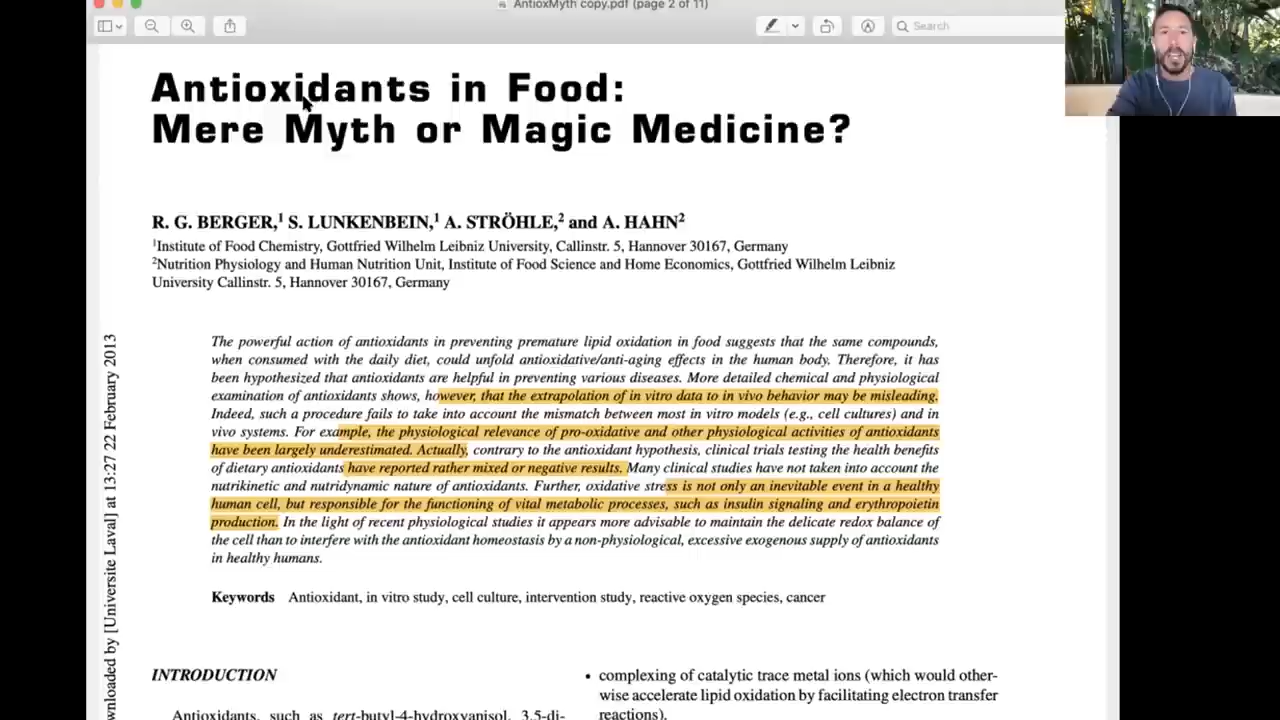 AntioxMyth copy.pdf (page 2 of 11)
Search
Antioxidants in Food:
Mere Myth or Magic Medicine?
R. G. BERGER,¹ S. LUNKENBEIN,¹ A. STRÖHLE,² and A. HAHN²
¹Institute of Food Chemistry, Gottfried Wilhelm Leibniz University, Callinstr. 5, Hannover 30167, Germany
²Nutrition Physiology and Human Nutrition Unit, Institute of Food Science and Home Economics, Gottfried Wilhelm Leibniz
University Callinstr. 5, Hannover 30167, Germany
The powerful action of antioxidants in preventing premature lipid oxidation in food suggests that the same compounds,
when consumed with the daily diet, could unfold antioxidative/anti-aging effects in the human body. Therefore, it has
been hypothesized that antioxidants are helpful in preventing various diseases. More detailed chemical and physiological
examination of antioxidants shows, however, that the extrapolation of in vitro data to in vivo behavior may be misleading.
Indeed, such a procedure fails to take into account the mismatch between most in vitro models (e.g., cell cultures) and in
vivo systems. For example, the physiological relevance of pro-oxidative and other physiological activities of antioxidants
have been largely underestimated. Actually, contrary to the antioxidant hypothesis, clinical trials testing the health benefits
of dietary antioxidants have reported rather mixed or negative results. Many clinical studies have not taken into account the
nutrikinetic and nutridynamic nature of antioxidants. Further, oxidative stress is not only an inevitable event in a healthy
human cell, but responsible for the functioning of vital metabolic processes, such as insulin signaling and erythropoietin
production. In the light of recent physiological studies it appears more advisable to maintain the delicate redox balance of
the cell than to interfere with the antioxidant homeostasis by a non-physiological, excessive exogenous supply of antioxidants
in healthy humans.
Keywords Antioxidant, in vitro study, cell culture, intervention study, reactive oxygen species, cancer
wnloaded by [Universite Laval] at 13:27 22 February 2013
INTRODUCTION
Antioxidants, such as tert-butyl-4-hydroxyanisol, 3,5-di-
• complexing of catalytic trace metal ions (which would other-
wise accelerate lipid oxidation by facilitating electron transfer
reactions).